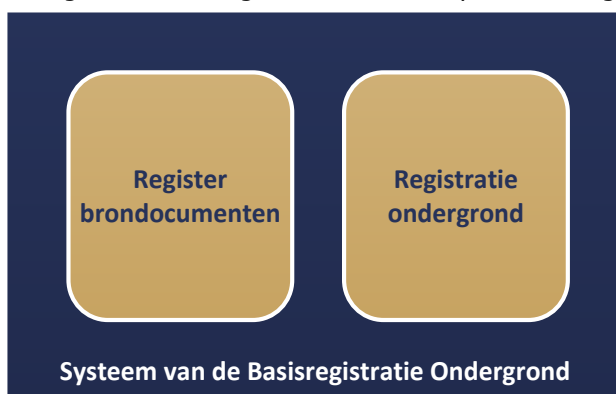 Register
brondocumenten
Registratie
ondergrond
Systeem van de Basisregistratie Ondergrond